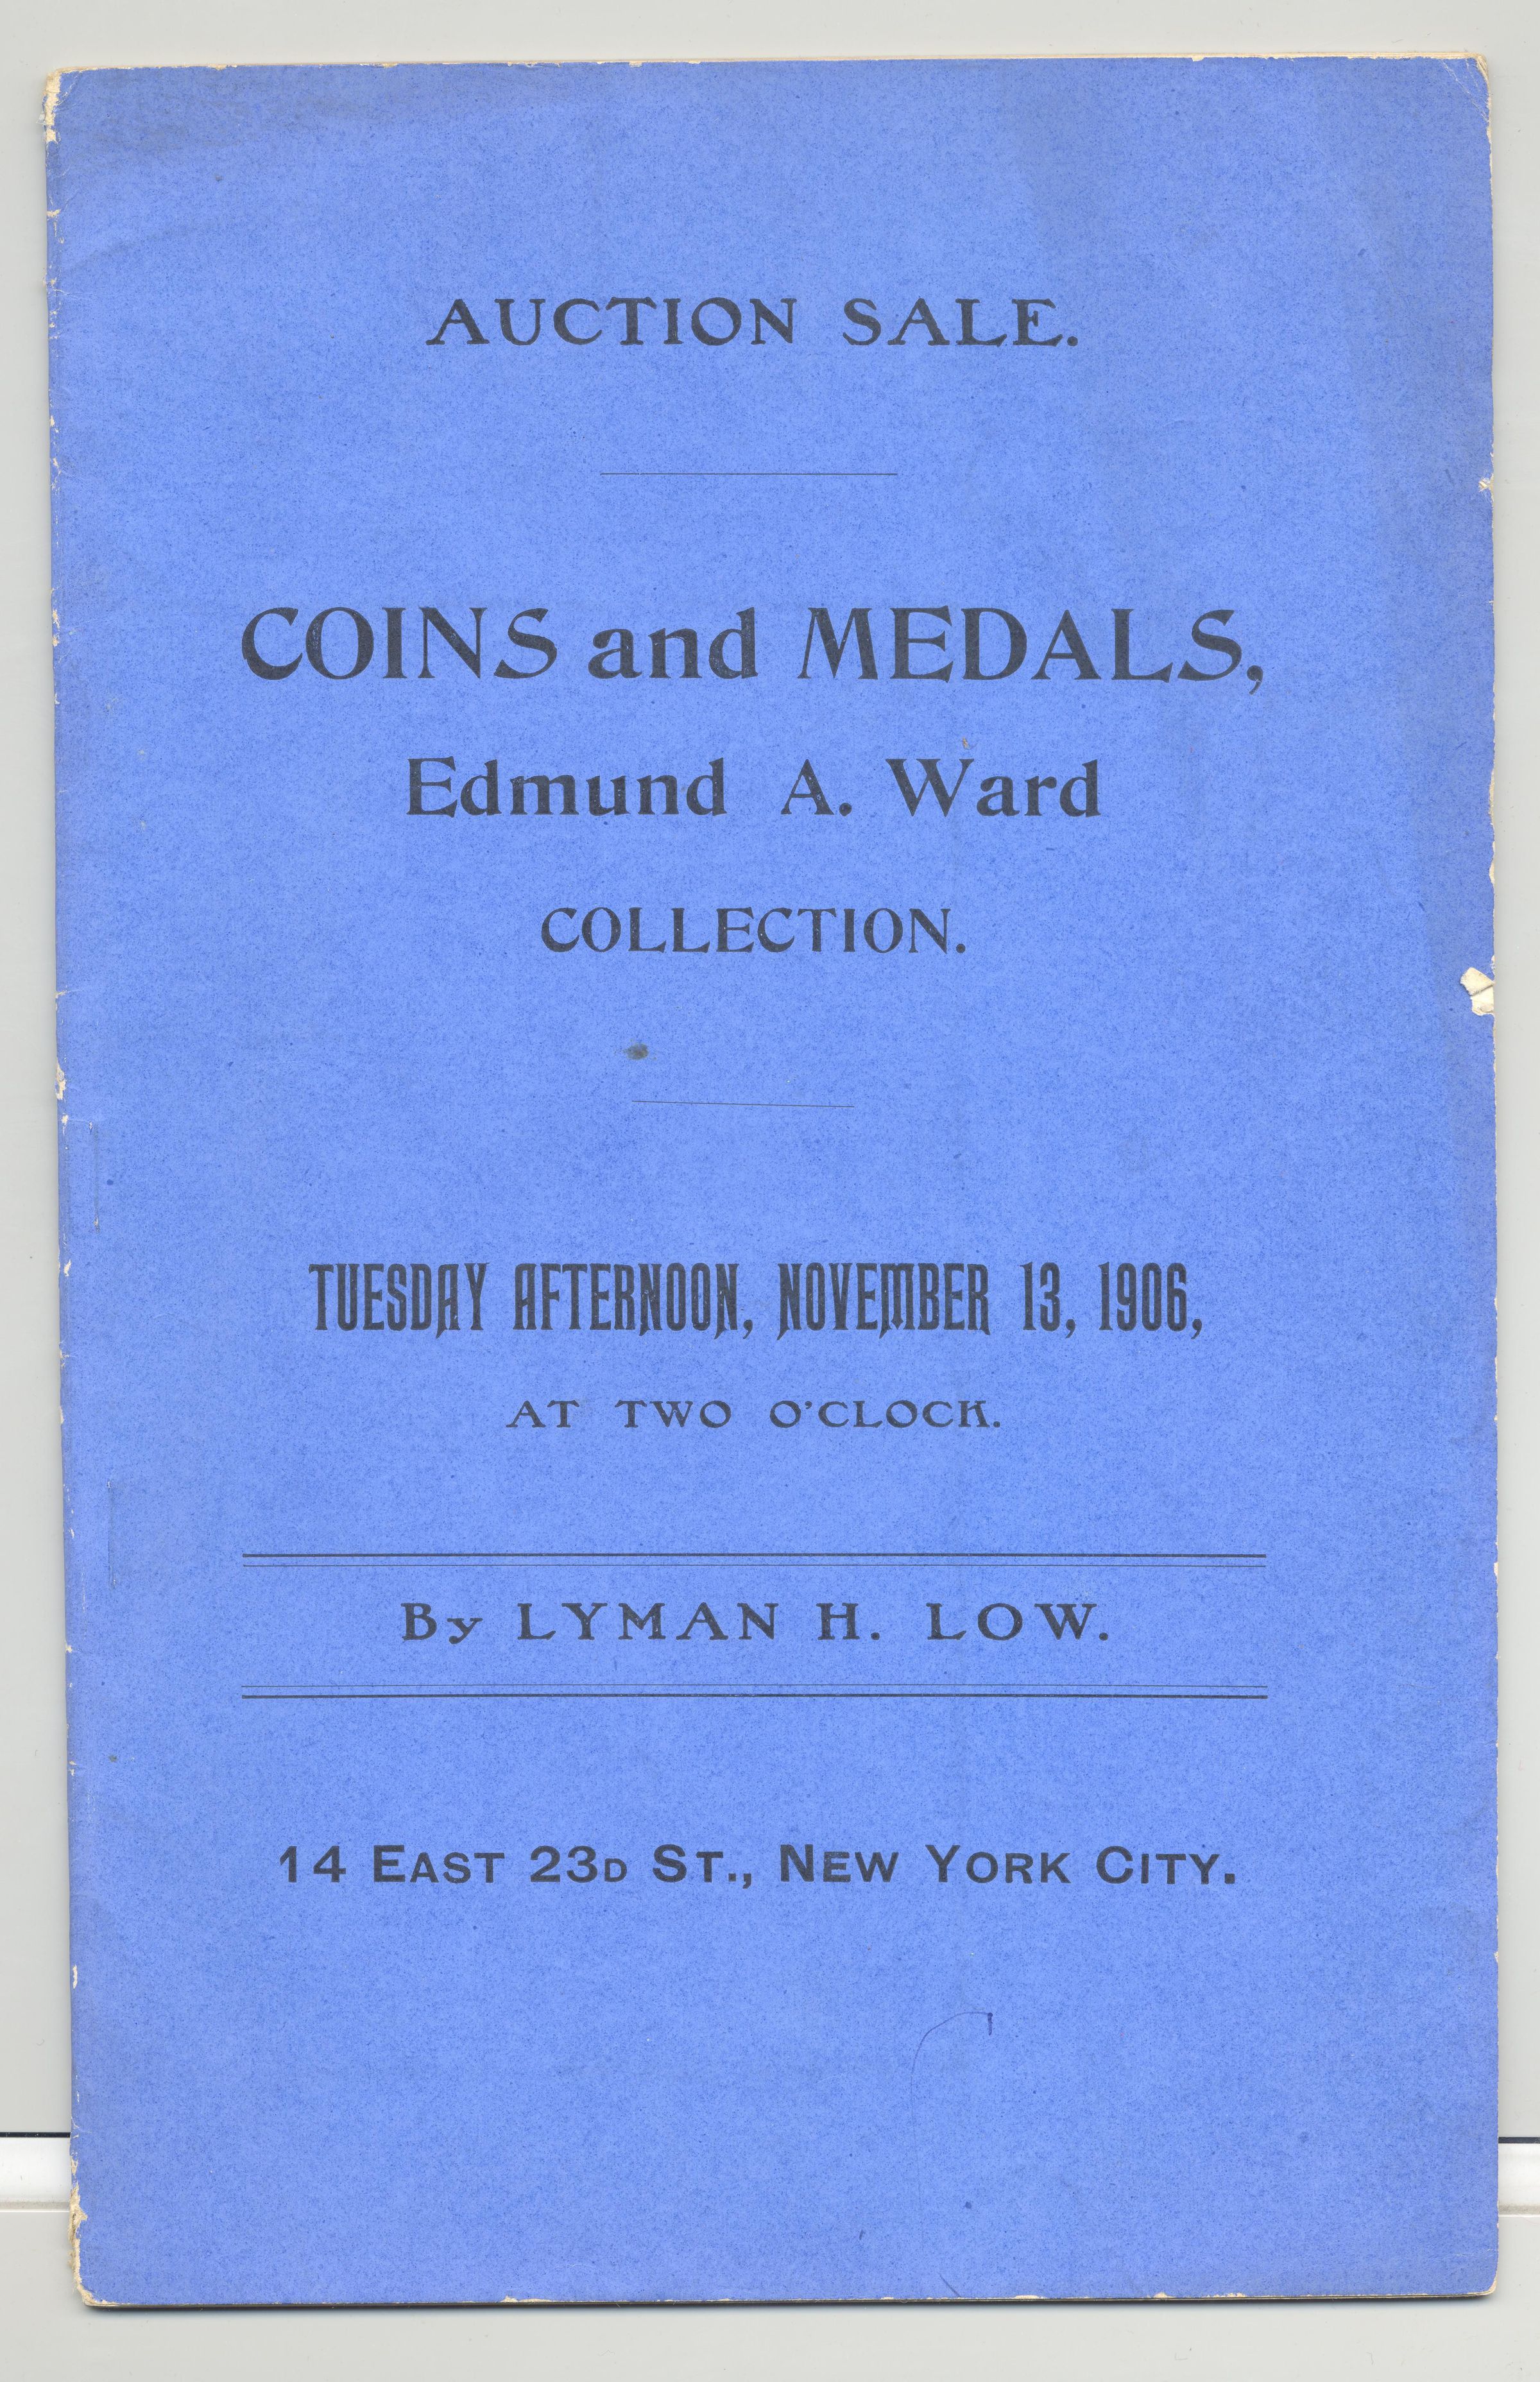 AUCTION SALE.
COINS and MEDALS,
Edmund A. Ward
COLLECTION.
TUESDAY AFTERNOON, NOVEMBER 13, 1906,
AT TWO O'CLOCK.
By LYMAN H. LOW.
14 EAST 23D ST., NEW YORK CITY.